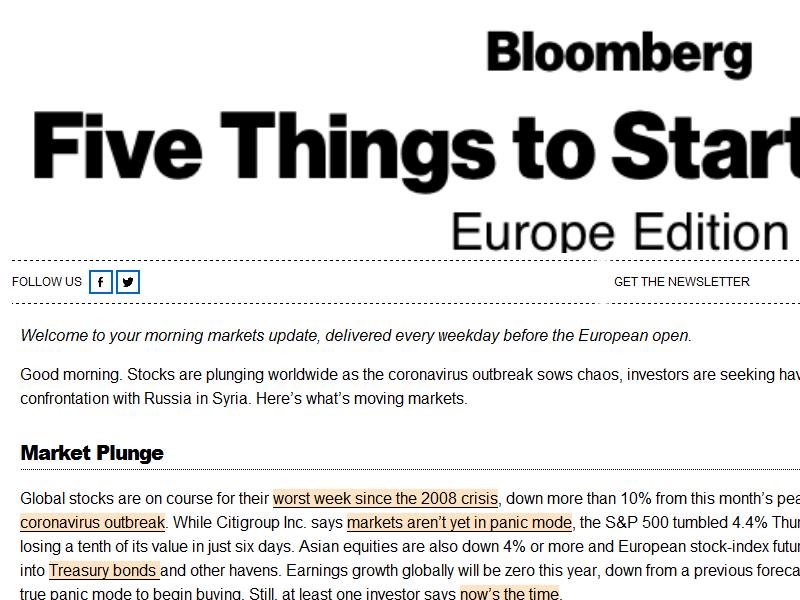 Bloomberg
Five Things to Start
Europe Edition
FOLLOW US
GET THE NEWSLETTER
Welcome to your morning markets update, delivered every weekday before the European open.
Good morning. Stocks are plunging worldwide as the coronavirus outbreak sows chaos, investors are seeking
confrontation with Russia in Syria. Here’s what’s moving markets.
Market Plunge
Global stocks are on course for their worst week since the 2008 crisis, down more than 10% from this month’s
coronavirus outbreak. While Citigroup Inc. says markets aren’t yet in panic mode, the S&P 500 tumbled 4.4%
losing a tenth of its value in just six days. Asian equities are also down 4% or more and European stock-index
into Treasury bonds and other havens. Earnings growth globally will be zero this year, down from a previous
true panic mode to begin buying. Still, at least one investor says now’s the time.